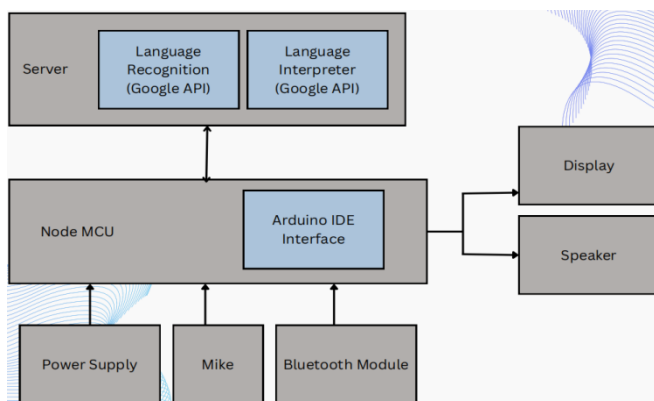 Server
Language
Recognition
(Google API)
Language
Interpreter
(Google API)
Node MCU
Arduino IDE
Interface
Display
Speaker
Power Supply
Mike
Bluetooth Module